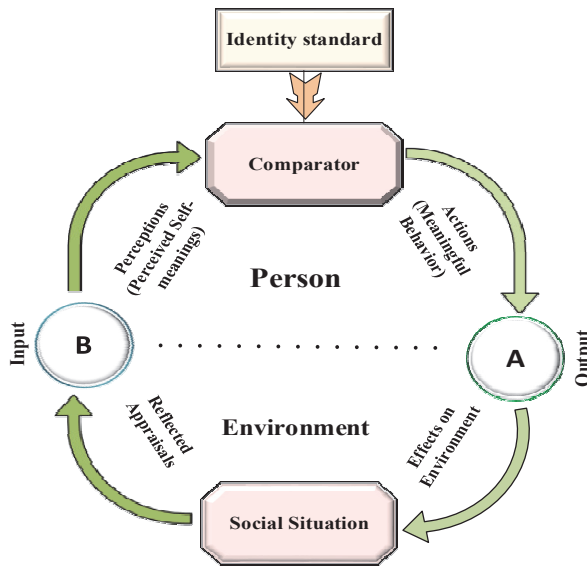 Identity standard
Comparator
Perceptions
(Perceived Self-
meanings)
Actions
(Meaningful
Behavior)
Person
Input
B
A
Output
Reflected
Appraisals
Environment
Effects on
Environment
Social Situation